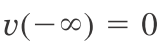 v(−∞) = 0